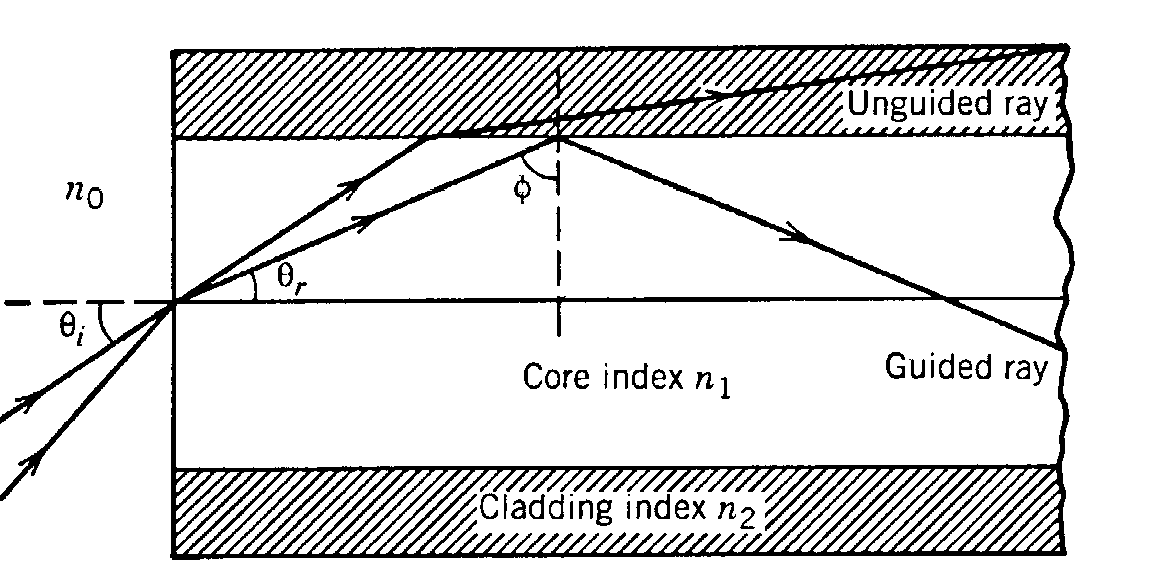 Unguided ray
n0
ϕ
θr
θi
Core index n1
Guided ray
Cladding index n2